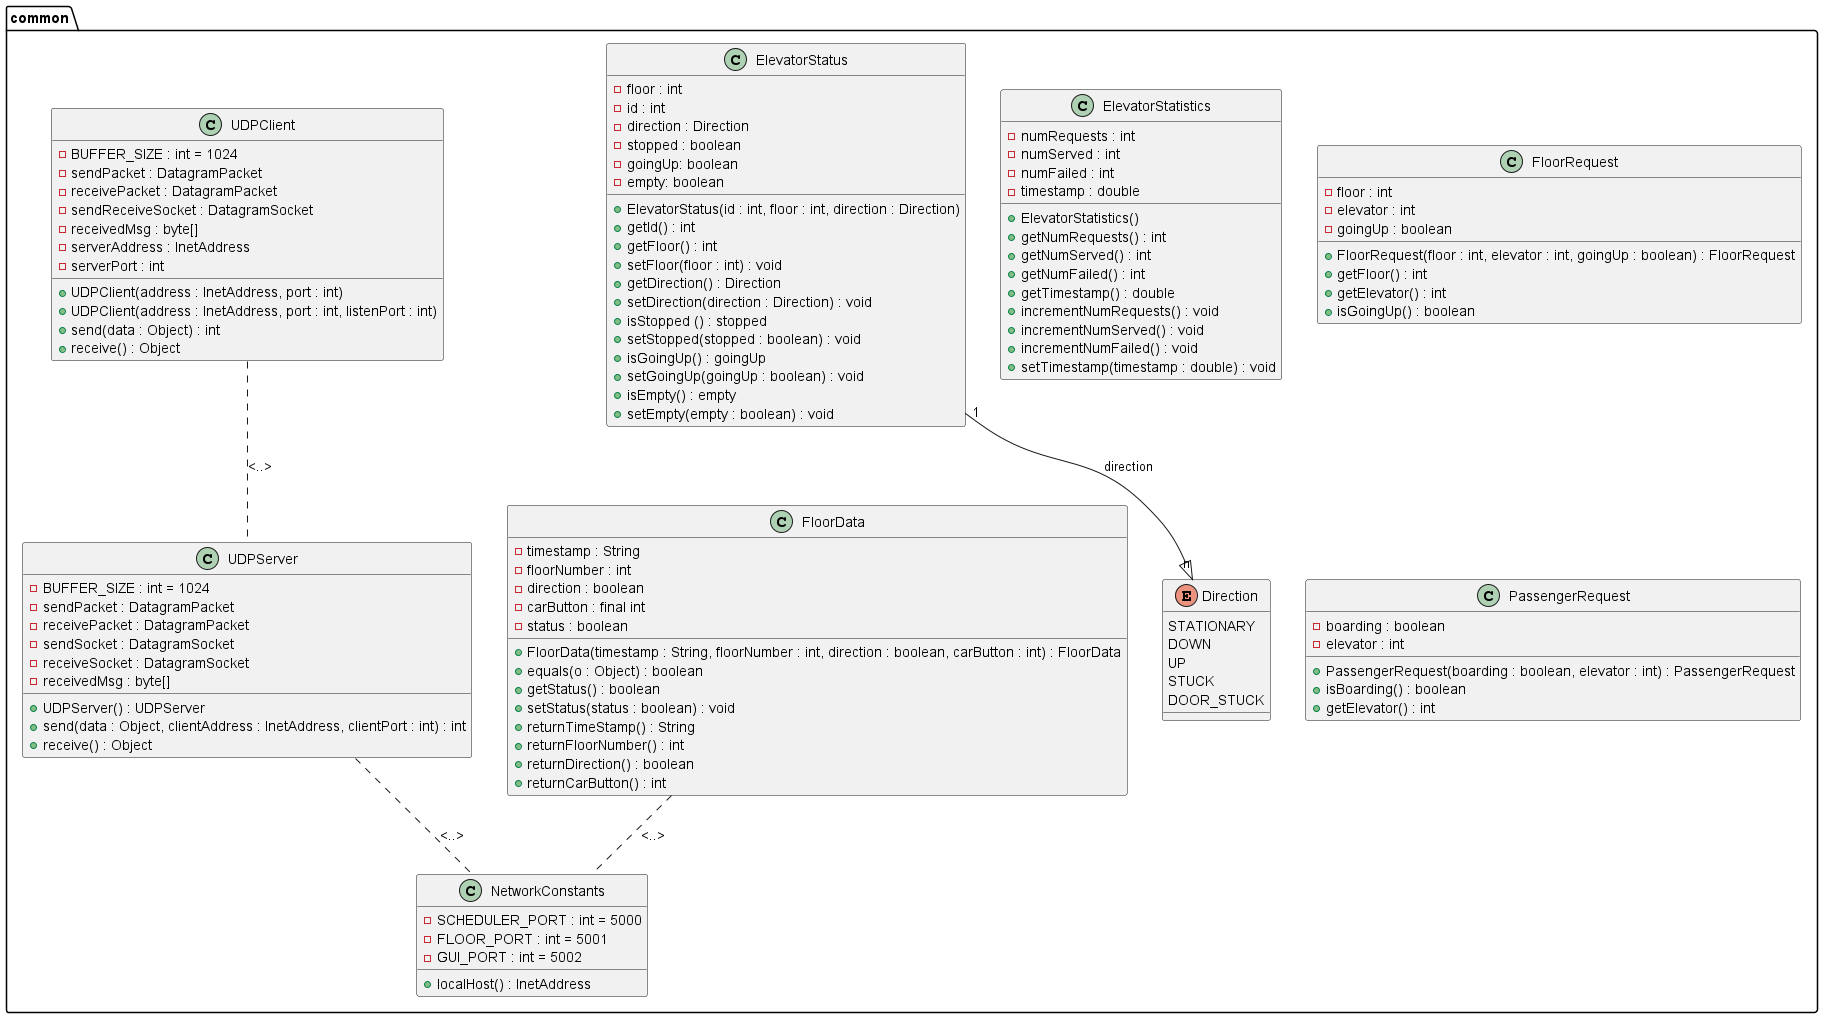 common
C UDPClient
BUFFER_SIZE : int = 1024
sendPacket : DatagramPacket
receivePacket : DatagramPacket
sendReceiveSocket : DatagramSocket
receivedMsg : byte[]
serverAddress : InetAddress
serverPort : int
UDPClient(address : InetAddress, port : int)
UDPClient(address : InetAddress, port : int, listenPort : int)
send(data : Object) : int
receive() : Object
C ElevatorStatus
floor : int
id : int
direction : Direction
stopped : boolean
goingUp: boolean
empty: boolean
ElevatorStatus(id : int, floor : int, direction : Direction)
getId() : int
getFloor() : int
setFloor(floor : int) : void
getDirection() : Direction
setDirection(direction : Direction) : void
isStopped () : stopped
setStopped(stopped : boolean) : void
isGoingUp() : goingUp
setGoingUp(goingUp : boolean) : void
isEmpty() : empty
setEmpty(empty : boolean) : void
C ElevatorStatistics
numRequests : int
numServed : int
numFailed : int
timestamp : double
ElevatorStatistics()
getNumRequests() : int
getNumServed() : int
getNumFailed() : int
getTimestamp() : double
incrementNumRequests() : void
incrementNumServed() : void
incrementNumFailed() : void
setTimestamp(timestamp : double) : void
C FloorRequest
floor : int
elevator : int
goingUp : boolean
FloorRequest(floor : int, elevator : int, goingUp : boolean) : FloorRequest
getFloor() : int
getElevator() : int
isGoingUp() : boolean
1
<..>
direction
n
C UDPServer
BUFFER_SIZE : int = 1024
sendPacket : DatagramPacket
receivePacket : DatagramPacket
sendSocket : DatagramSocket
receiveSocket : DatagramSocket
receivedMsg : byte[]
UDPServer() : UDPServer
send(data : Object, clientAddress : InetAddress, clientPort : int) : int
receive() : Object
C FloorData
timestamp : String
floorNumber : int
direction : boolean
carButton : final int
status : boolean
FloorData(timestamp : String, floorNumber : int, direction : boolean, carButton : int) : FloorData
equals(o : Object) : boolean
getStatus() : boolean
setStatus(status : boolean) : void
returnTimeStamp() : String
returnFloorNumber() : int
returnDirection() : boolean
returnCarButton() : int
E Direction
STATIONARY
DOWN
UP
STUCK
DOOR_STUCK
C PassengerRequest
boarding : boolean
elevator : int
PassengerRequest(boarding : boolean, elevator : int) : PassengerRequest
isBoarding() : boolean
getElevator() : int
<..>
<..>
C NetworkConstants
SCHEDULER_PORT : int = 5000
FLOOR_PORT : int = 5001
GUI_PORT : int = 5002
localHost() : InetAddress